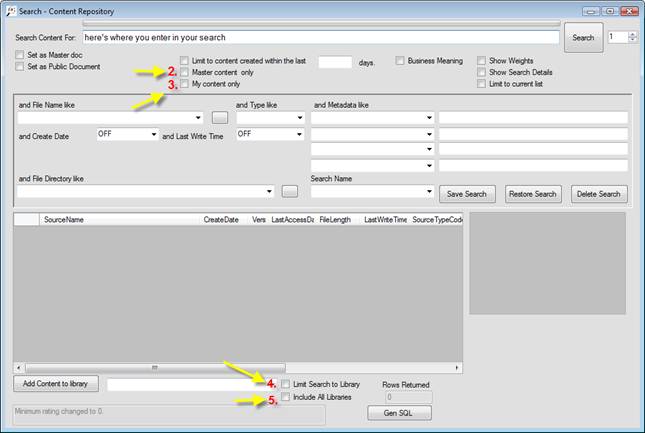 Search - Content Repository
Search Content For: here's where you enter in your search Search 1
Set as Master doc
Set as Public Document
Limit to content created within the last days.
2. Master content only
3. My content only
Business Meaning
Show Weights
Show Search Details
Limit to current list
and File Name like and Type like and Metadata like
and Create Date OFF and Last Write Time OFF
and File Directory like Search Name
Save Search Restore Search Delete Search
SourceName CreateDate Vers LastAccessDa FileLength LastWriteTime SourceTypeCode
Add Content to library 4. Limit Search to Library Rows Returned
5. Include All Libraries 0
Minimum rating changed to 0. Gen SQL